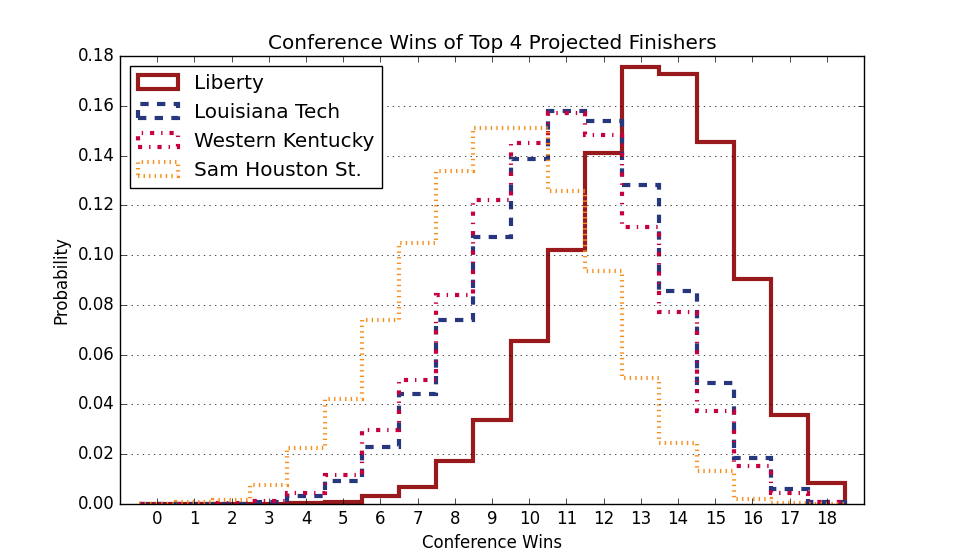 Conference Wins of Top 4 Projected Finishers
Liberty
Louisiana Tech
Western Kentucky
Sam Houston St.
0.18
0.16
0.14
0.12
0.10
0.08
0.06
0.04
0.02
0.00
Probability
0 1 2 3 4 5 6 7 8 9 10 11 12 13 14 15 16 17 18
Conference Wins